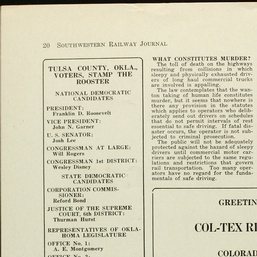 20 SOUTHWESTERN RAILWAY JOURNAL
TULSA COUNTY, OKLA.,
VOTERS, STAMP THE
ROOSTER
NATIONAL DEMOCRATIC
CANDIDATES
PRESIDENT:
Franklin D. Roosevelt
VICE PRESIDENT:
John N. Garner
U. S. SENATOR:
Josh Lee
CONGRESSMAN AT LARGE:
Will Rogers
CONGRESSMAN 1st DISTRICT:
Wesley Disney
STATE DEMOCRATIC
CANDIDATES
CORPORATION COMMIS-
SIONER:
Reford Bond
JUSTICE OF THE SUPREME
COURT, 6th DISTRICT:
Thurman Hurst
REPRESENTATIVES OF OKLA-
HOMA LEGISLATURE
OFFICE No. 1:
A. E. Montgomery
WHAT CONSTITUTES MURDER?
The toll of death on the highways
resulting from collisions in which
sleepy and physically exhausted driv-
ers of long haul commercial trucks
are involved is appalling.
The law contemplates that the wan-
ton taking of human life constitutes
murder, but it seems that nowhere is
there any provision in the statutes
which applies to operators who delib-
erately send out drivers on schedules
that do not permit intervals of rest
essential to safe driving. If fatal dis-
aster occurs, the operator is not sub-
jected to criminal prosecution.
The public will not be adequately
protected against the hazard of sleepy
drivers until commercial motor car-
riers are subjected to the same regu-
lations and restrictions that govern
rail transportation. Too many oper-
ators have no regard for the funda-
mentals of safe driving.
GREETIN
COL-TEX RE
COLORAD